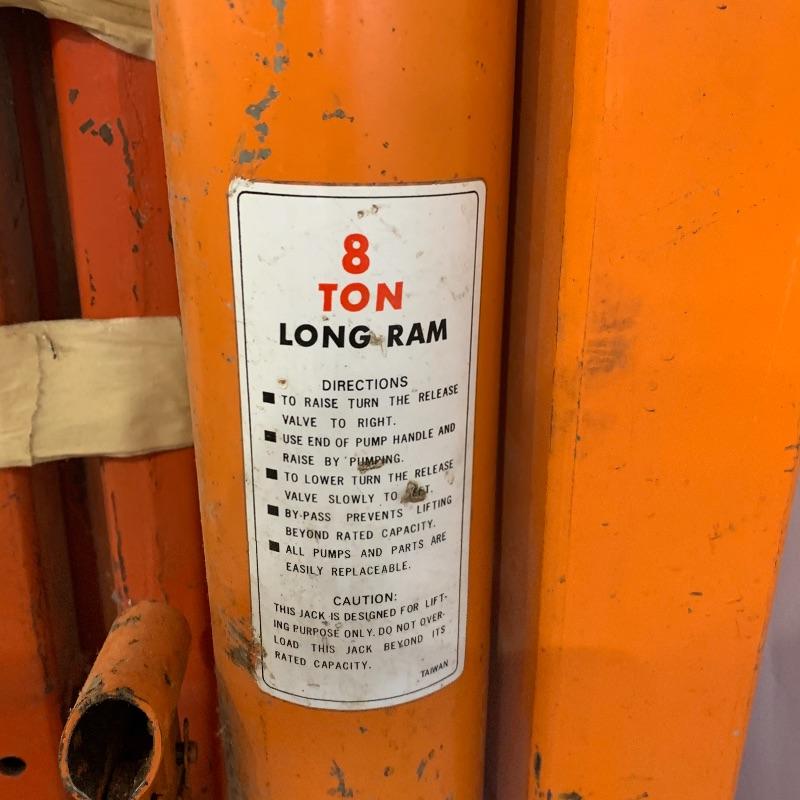 8
TON
LONG RAM
DIRECTIONS
■ TO RAISE TURN THE RELEASE
VALVE TO RIGHT.
■ USE END OF PUMP HANDLE AND
RAISE BY PUMPING.
■ TO LOWER TURN THE RELEASE
VALVE SLOWLY TO
■ BY-PASS PREVENTS LIFTING
BEYOND RATED CAPACITY.
■ ALL PUMPS AND PARTS ARE
EASILY REPLACEABLE.
CAUTION:
THIS JACK IS DESIGNED FOR LIFT-
ING PURPOSE ONLY. DO NOT OVER-
LOAD THIS JACK BEYOND ITS
RATED CAPACITY.
TAIWAN